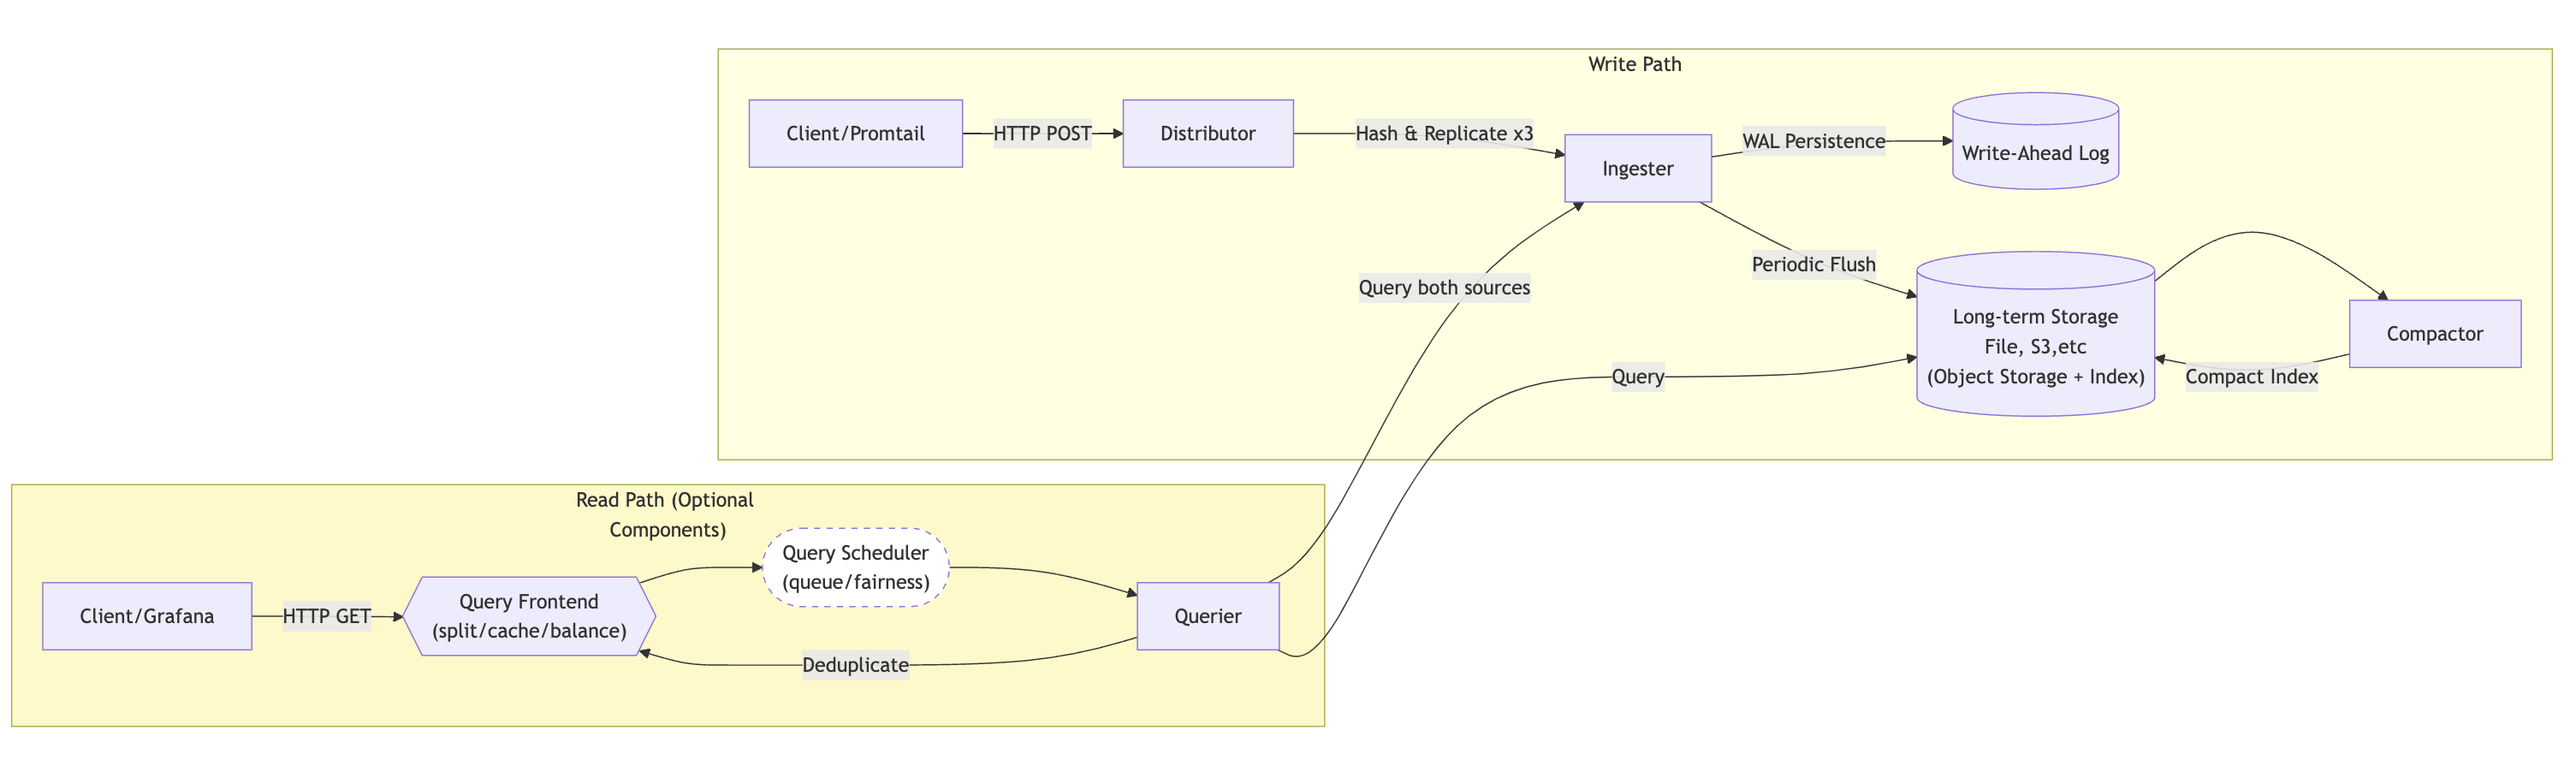 Write Path
Client/Promtail
HTTP POST
Distributor
Hash & Replicate x3
Ingester
WAL Persistence
Write-Ahead Log
Periodic Flush
Query both sources
Long-term Storage
File, S3,etc
(Object Storage + Index)
Compactor
Query
Compact Index
Read Path (Optional
Components)
Client/Grafana
HTTP GET
Query Frontend
(split/cache/balance)
Query Scheduler
(queue/fairness)
Querier
Deduplicate